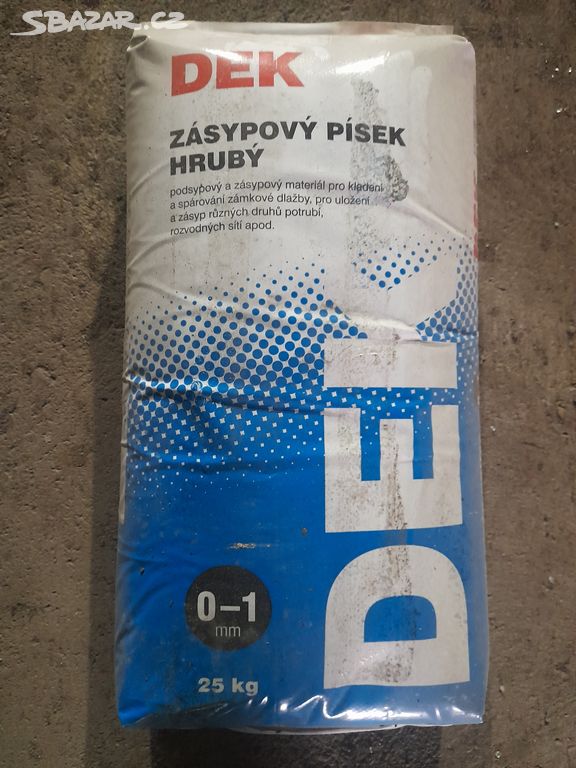 SBAZAR.CZ
DEK
ZÁSYPOVÝ PÍSEK
HRUBÝ
podsypový a zásypový materiál pro kladení
a spárování zámkové dlažby, pro uložení
a zásyp různých druhů potrubí,
rozvodných sítí apod.
DEK
0–1
mm
25 kg